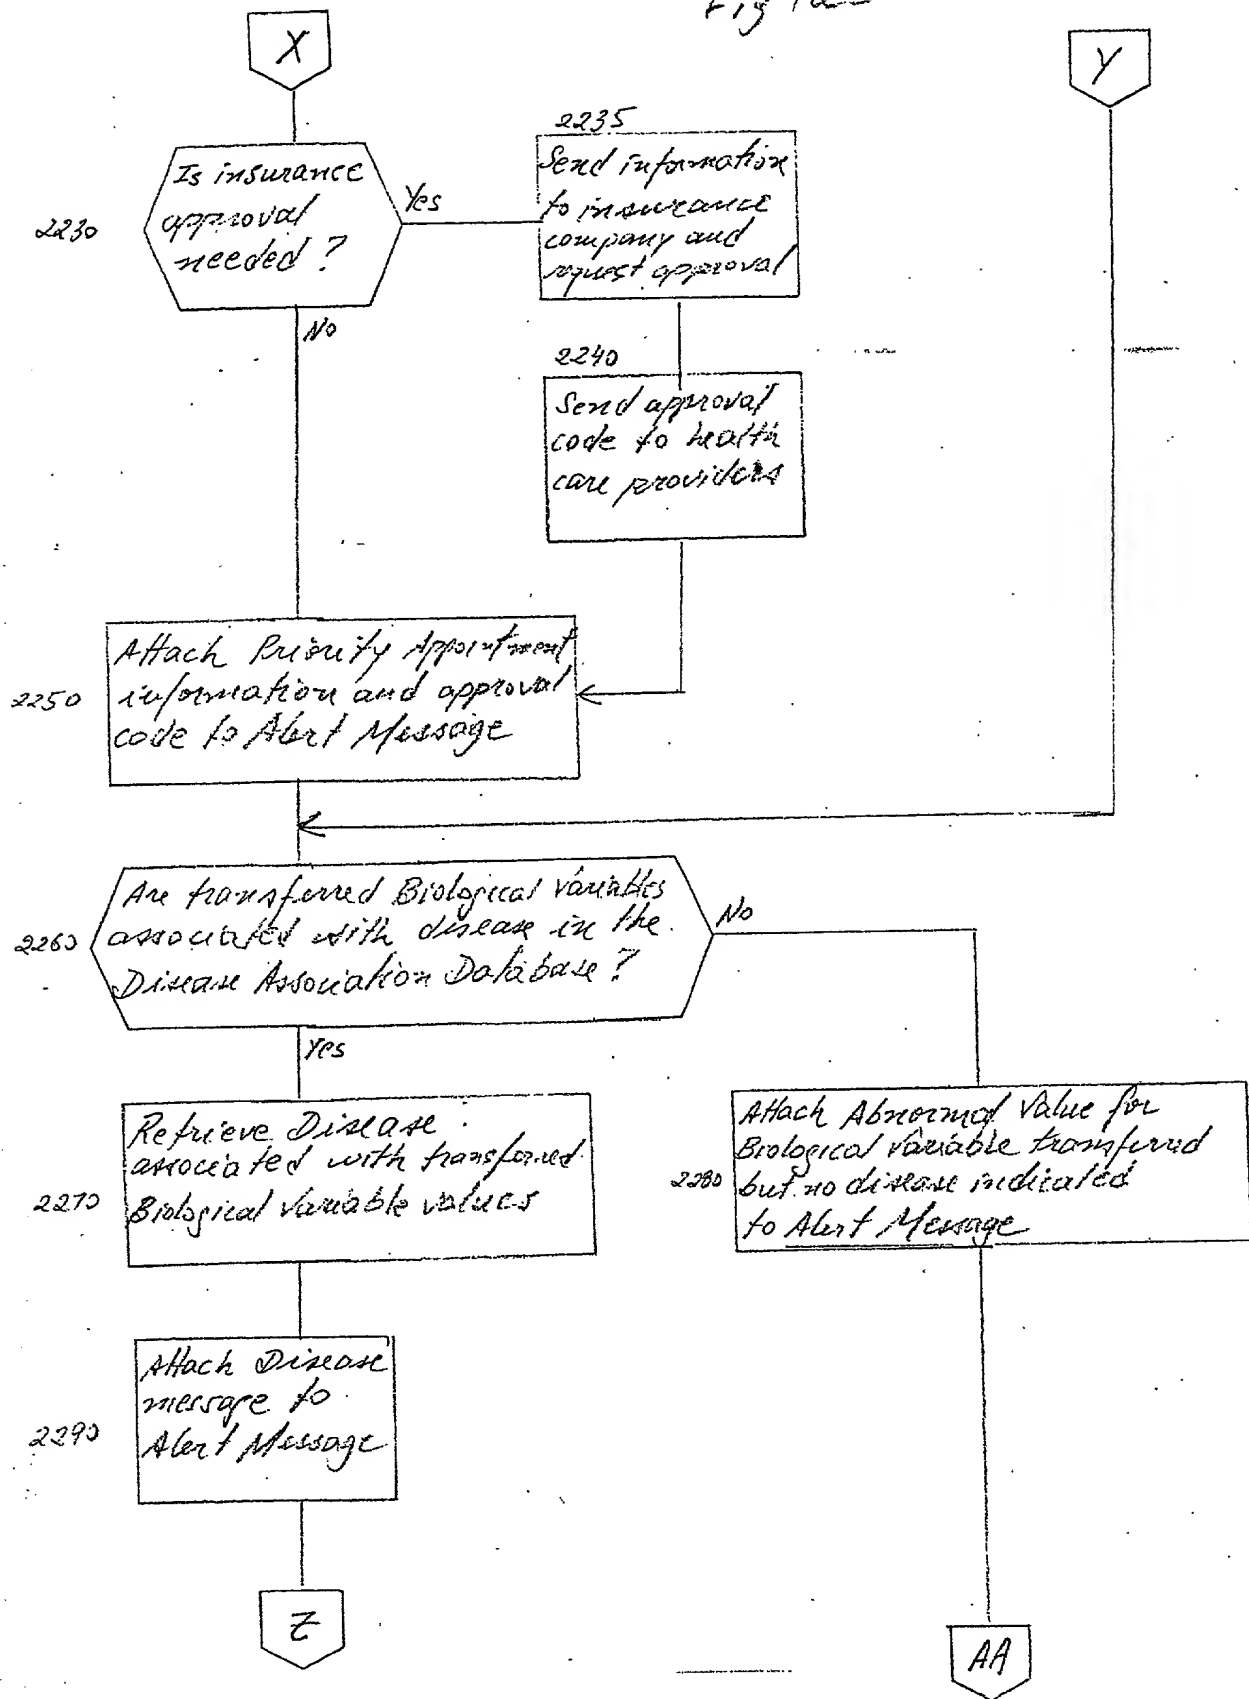 Fig
X
Y
2230
Is insurance
approval
needed?
Yes
No
2235
Send information
to insurance
company and
request approval
2240
Send approval
code to health
care providers
2250
Attach Priority Appointment
information and approval
code to Alert Message
2260
Are transferred Biological variables
associated with disease in the
Disease Association Database?
No
Yes
2270
Retrieve Disease
associated with transferred
Biological variable values
2280
Attach Abnormal Value for
Biological variable transferred
but no disease indicated
to Alert Message
2290
Attach Disease
message to
Alert Message
Z
AA